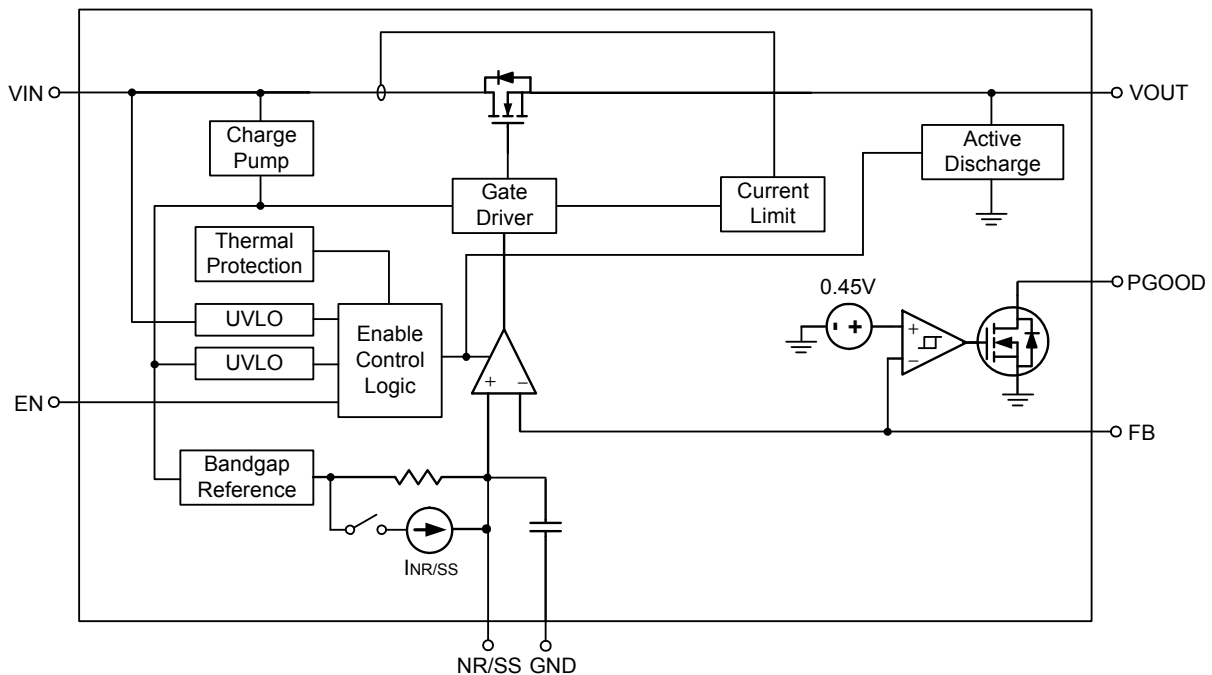 VIN
VOUT
Charge
Pump
Active
Discharge
Gate
Driver
Current
Limit
Thermal
Protection
PGOOD
0.45V
- +
UVLO
Enable
Control
Logic
+
−
UVLO
+ −
EN
FB
Bandgap
Reference
INR/SS
NR/SS GND